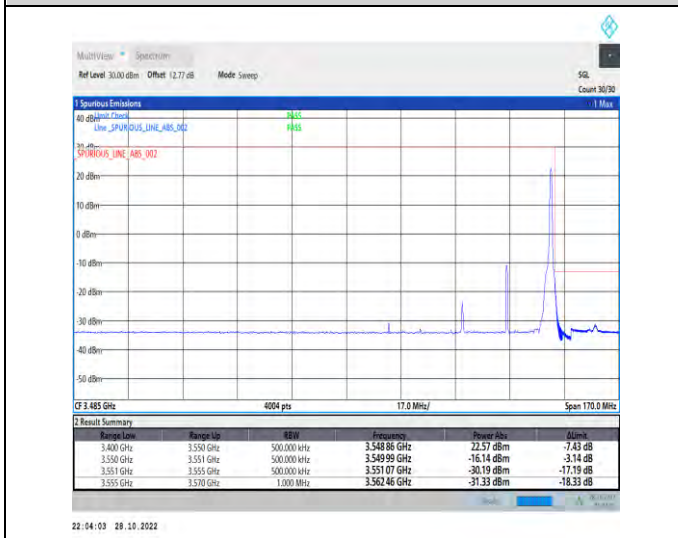 MultiView Spectrum
Ref Level 30.00 dBm Offset 12.77 dB Mode Sweep SGL
Count 30/30
1 Spurious Emissions 1 Max
40 dBm Limit Check PASS
Line _SPURIOUS_LINE_ABS_002 PASS
30 dBm
_SPURIOUS_LINE_ABS_002
20 dBm
10 dBm
0 dBm
-10 dBm
-20 dBm
-30 dBm
-40 dBm
-50 dBm
CF 3.485 GHz 4004 pts 17.0 MHz/ Span 170.0 MHz
2 Result Summary
Range Low Range Up RBW Frequency Power Abs ΔLimit
3.400 GHz 3.550 GHz 500.000 kHz 3.548 86 GHz 22.57 dBm -7.43 dB
3.550 GHz 3.551 GHz 500.000 kHz 3.549 99 GHz -16.14 dBm -3.14 dB
3.551 GHz 3.555 GHz 500.000 kHz 3.551 07 GHz -30.19 dBm -17.19 dB
3.555 GHz 3.570 GHz 1.000 MHz 3.562 46 GHz -31.33 dBm -18.33 dB
Ready
22:04:03 28.10.2022